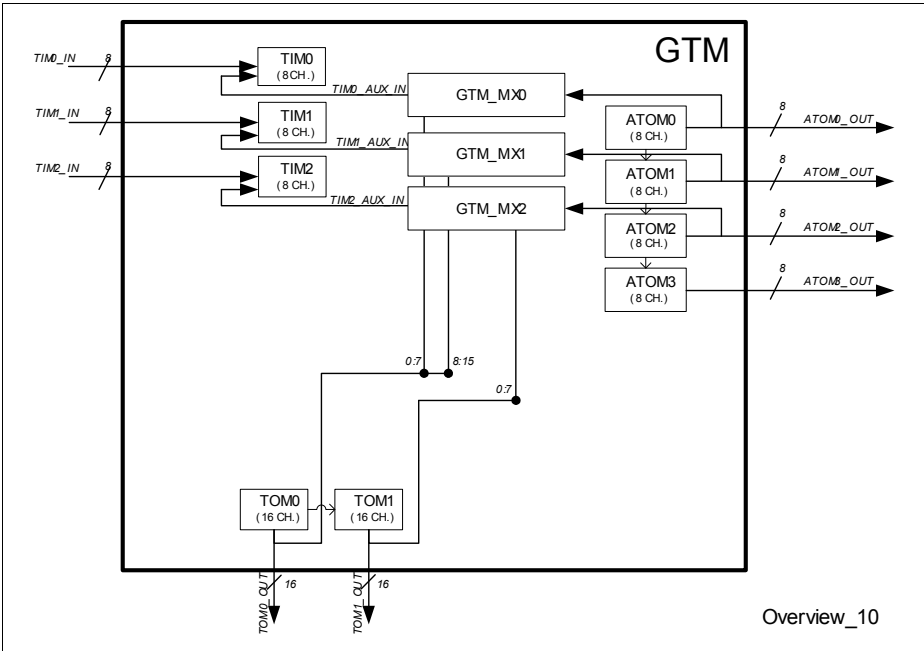 GTM
TIM0_IN
8
TIM0
(8CH.)
TIM0_AUX_IN
GTM_MX0
TIM1_IN
8
TIM1
(8 CH.)
TIM1_AUX_IN
GTM_MX1
TIM2_IN
8
TIM2
(8 CH.)
TIM2_AUX_IN
GTM_MX2
ATOM0
(8 CH.)
8
ATOM0_OUT
ATOM1
(8 CH.)
8
ATOM1_OUT
ATOM2
(8 CH.)
8
ATOM2_OUT
ATOM3
(8 CH.)
8
ATOM3_OUT
0:7
8:15
0:7
TOM0
(16 CH.)
TOM1
(16 CH.)
TOM0_OUT
16
TOM1_OUT
16
Overview_10